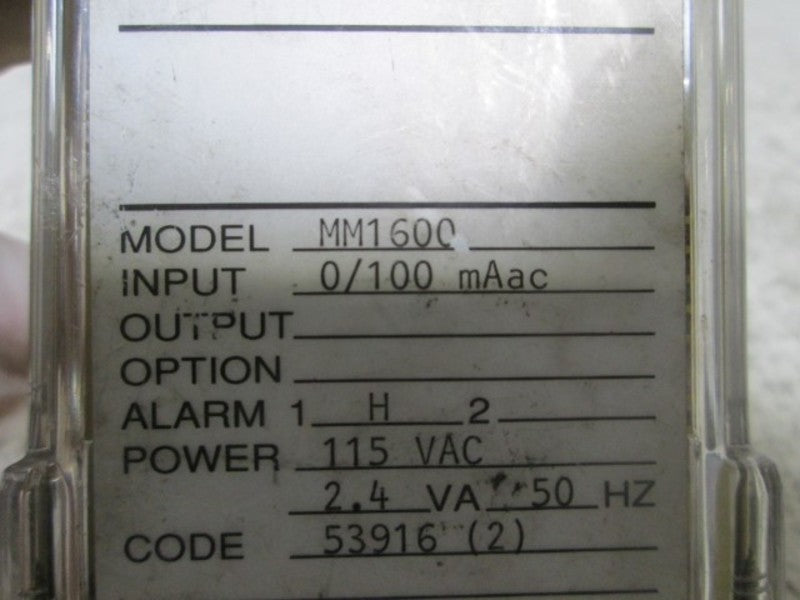 MODEL MM1600
INPUT 0/100 mAac
OUTPUT
OPTION
ALARM 1 H 2
POWER 115 VAC
2.4 VA 50 HZ
CODE 53916 (2)